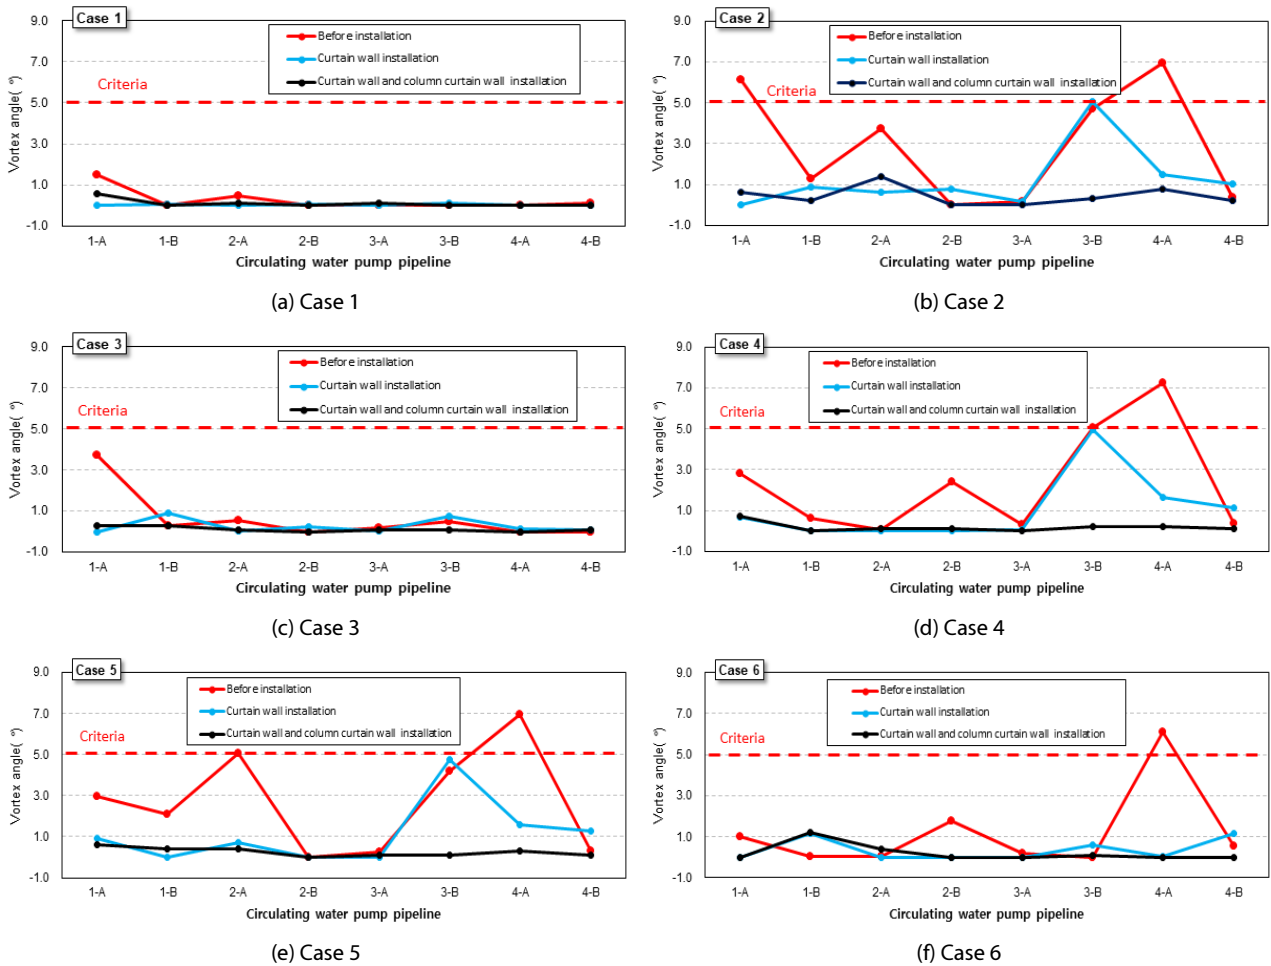 Case 1
9.0
7.0
5.0
3.0
1.0
-1.0
Vortex angle( °)
Before installation
Curtain wall installation
Curtain wall and column curtain wall installation
Criteria
1-A 1-B 2-A 2-B 3-A 3-B 4-A 4-B
Circulating water pump pipeline
(a) Case 1
Case 2
9.0
7.0
5.0
3.0
1.0
-1.0
Vortex angle( °)
Before installation
Curtain wall installation
Curtain wall and column curtain wall installation
Criteria
1-A 1-B 2-A 2-B 3-A 3-B 4-A 4-B
Circulating water pump pipeline
(b) Case 2
Case 3
9.0
7.0
5.0
3.0
1.0
-1.0
Vortex angle( °)
Before installation
Curtain wall installation
Curtain wall and column curtain wall installation
Criteria
1-A 1-B 2-A 2-B 3-A 3-B 4-A 4-B
Circulating water pump pipeline
(c) Case 3
Case 4
9.0
7.0
5.0
3.0
1.0
-1.0
Vortex angle( °)
Before installation
Curtain wall installation
Curtain wall and column curtain wall installation
Criteria
1-A 1-B 2-A 2-B 3-A 3-B 4-A 4-B
Circulating water pump pipeline
(d) Case 4
Case 5
9.0
7.0
5.0
3.0
1.0
-1.0
Vortex angle( °)
Before installation
Curtain wall installation
Curtain wall and column curtain wall installation
Criteria
1-A 1-B 2-A 2-B 3-A 3-B 4-A 4-B
Circulating water pump pipeline
(e) Case 5
Case 6
9.0
7.0
5.0
3.0
1.0
-1.0
Vortex angle( °)
Before installation
Curtain wall installation
Curtain wall and column curtain wall installation
Criteria
1-A 1-B 2-A 2-B 3-A 3-B 4-A 4-B
Circulating water pump pipeline
(f) Case 6